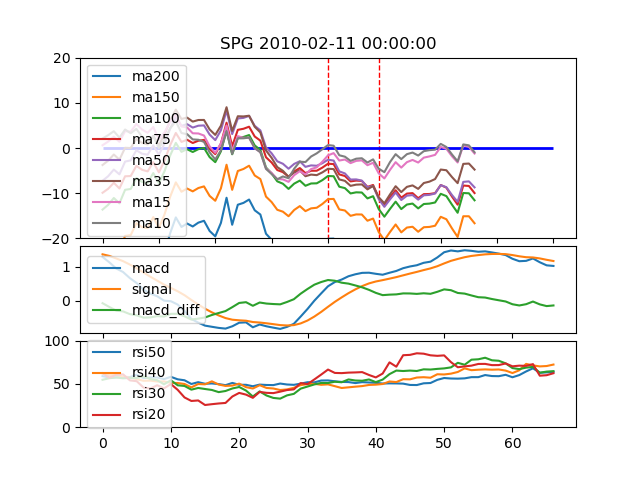 SPG 2010-02-11 00:00:00
20
10
0
−10
−20
ma200
ma150
ma100
ma75
ma50
ma35
ma15
ma10
1
0
macd
signal
macd_diff
100
50
0
rsi50
rsi40
rsi30
rsi20
0 10 20 30 40 50 60